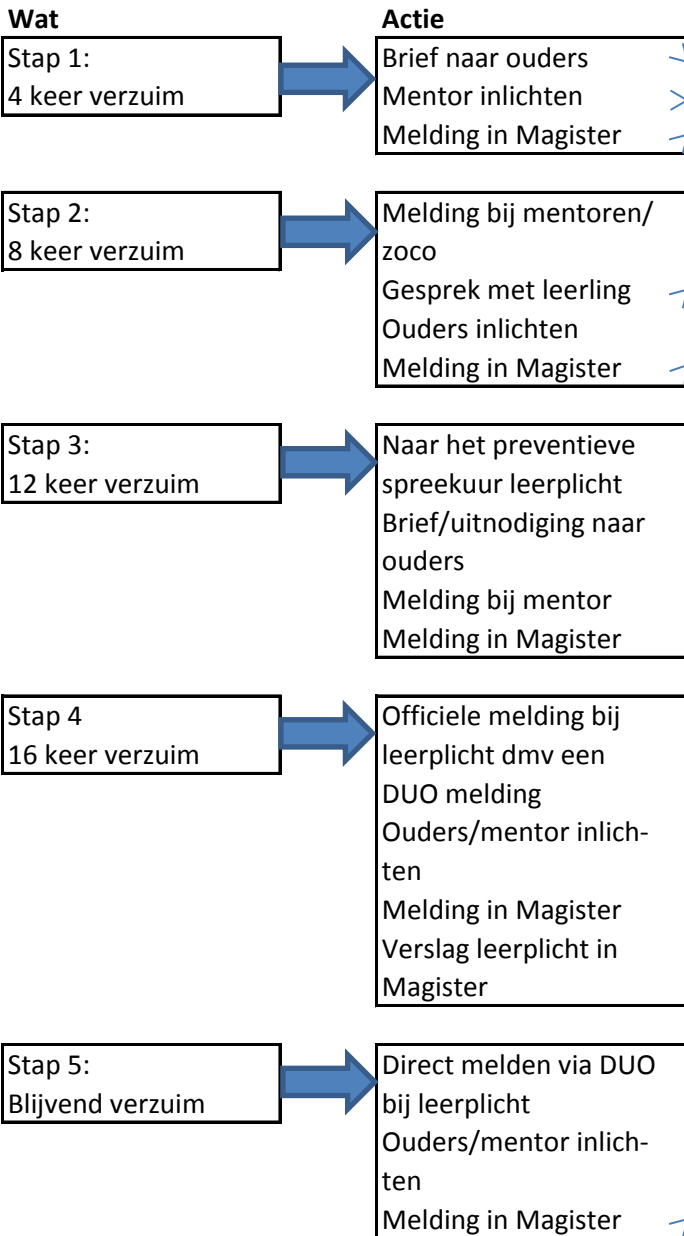 Wat
Actie
Stap 1:
4 keer verzuim
Brief naar ouders
Mentor inlichten
Melding in Magister
Stap 2:
8 keer verzuim
Melding bij mentoren/
zoco
Gesprek met leerling
Ouders inlichten
Melding in Magister
Stap 3:
12 keer verzuim
Naar het preventieve
spreekuur leerplicht
Brief/uitnodiging naar
ouders
Melding bij mentor
Melding in Magister
Stap 4
16 keer verzuim
Officiele melding bij
leerplicht dmv een
DUO melding
Ouders/mentor inlich-
ten
Melding in Magister
Verslag leerplicht in
Magister
Stap 5:
Blijvend verzuim
Direct melden via DUO
bij leerplicht
Ouders/mentor inlich-
ten
Melding in Magister